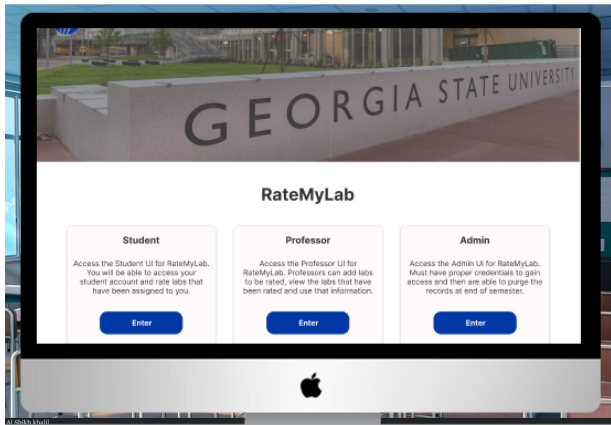 GEORGIA STATE UNIVERSITY
RateMyLab
Student
Access the Student UI for RateMyLab.
You will be able to access your
student account and rate labs that
have been assigned to you.
Enter
Professor
Access the Professor UI for
RateMyLab. Professors can add labs
to be rated, view the labs that have
been rated and use that information.
Enter
Admin
Access the Admin UI for RateMyLab.
Must have proper credentials to gain
access and then are able to purge the
records at end of semester.
Enter
Al Shikh khalil